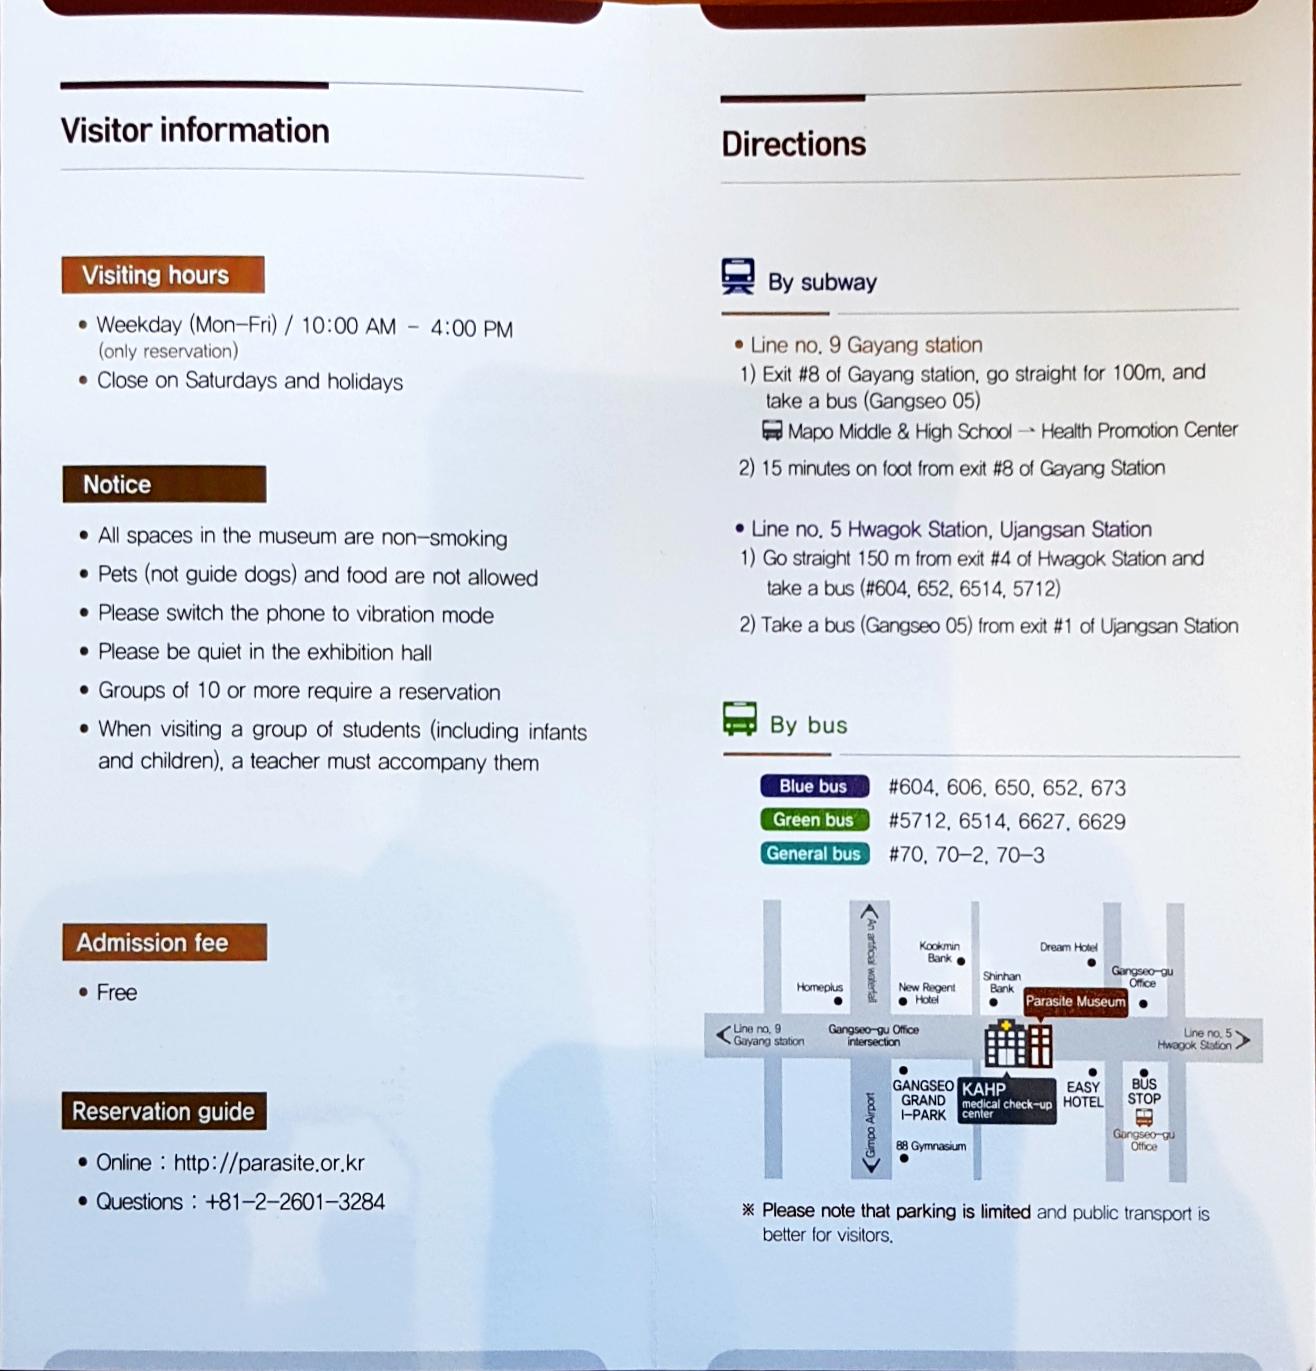 Visitor information
Visiting hours
• Weekday (Mon–Fri) / 10:00 AM – 4:00 PM
(only reservation)
• Close on Saturdays and holidays
Notice
• All spaces in the museum are non–smoking
• Pets (not guide dogs) and food are not allowed
• Please switch the phone to vibration mode
• Please be quiet in the exhibition hall
• Groups of 10 or more require a reservation
• When visiting a group of students (including infants
and children), a teacher must accompany them
Admission fee
• Free
Reservation guide
• Online : http://parasite.or.kr
• Questions : +81–2–2601–3284
Directions
By subway
• Line no. 9 Gayang station
1) Exit #8 of Gayang station, go straight for 100m, and
take a bus (Gangseo 05)
Mapo Middle & High School → Health Promotion Center
2) 15 minutes on foot from exit #8 of Gayang Station
• Line no. 5 Hwagok Station, Ujangsan Station
1) Go straight 150 m from exit #4 of Hwagok Station and
take a bus (#604, 652, 6514, 5712)
2) Take a bus (Gangseo 05) from exit #1 of Ujangsan Station
By bus
Blue bus #604, 606, 650, 652, 673
Green bus #5712, 6514, 6627, 6629
General bus #70, 70–2, 70–3
An artificial waterfall
Kookmin
Bank
Dream Hotel
Homeplus
New Regent
Hotel
Shinhan
Bank
Gangseo–gu
Office
Parasite Museum
Line no. 9
Gayang station
Gangseo–gu Office
intersection
Line no. 5
Hwagok Station
GANGSEO
GRAND
I–PARK
KAHP
medical check–up
center
EASY
HOTEL
BUS
STOP
Gangseo–gu
Office
Gimpo Airport
88 Gymnasium
※ Please note that parking is limited and public transport is
better for visitors.